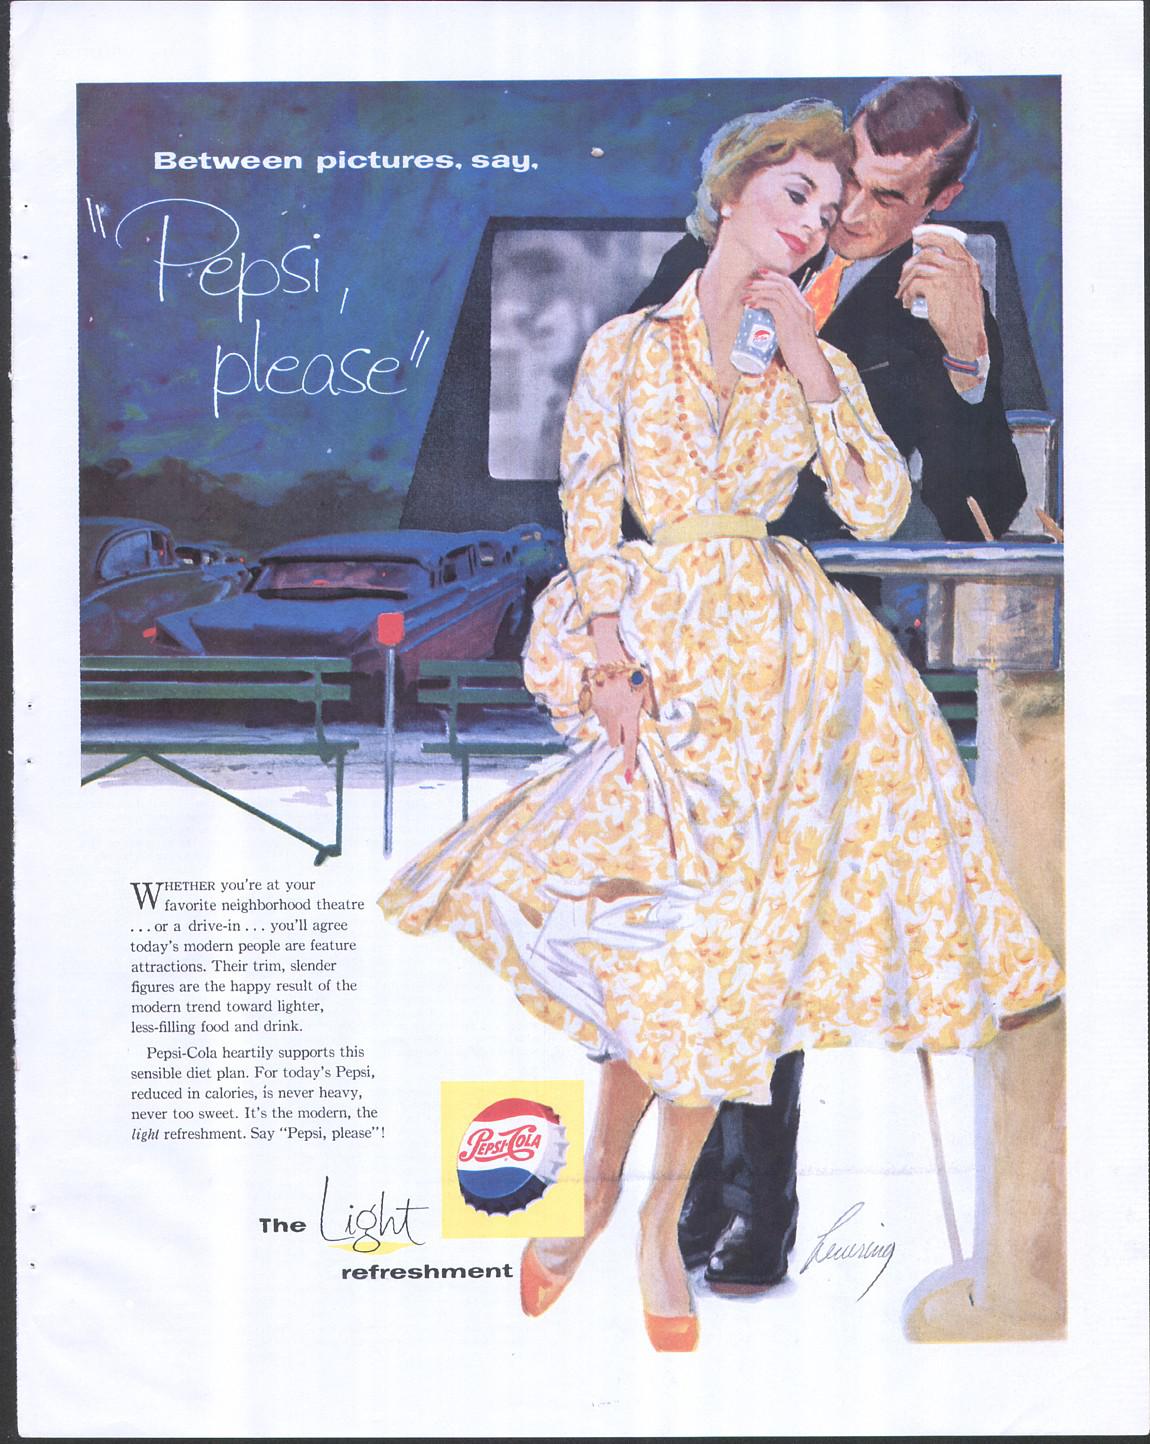 Between pictures, say,
"Pepsi,
please"
WHETHER you're at your
favorite neighborhood theatre
...or a drive-in... you'll agree
today's modern people are feature
attractions. Their trim, slender
figures are the happy result of the
modern trend toward lighter,
less-filling food and drink.
Pepsi-Cola heartily supports this
sensible diet plan. For today's Pepsi,
reduced in calories, is never heavy,
never too sweet. It's the modern, the
light refreshment. Say "Pepsi, please"!
PEPSI-COLA
The Light
refreshment